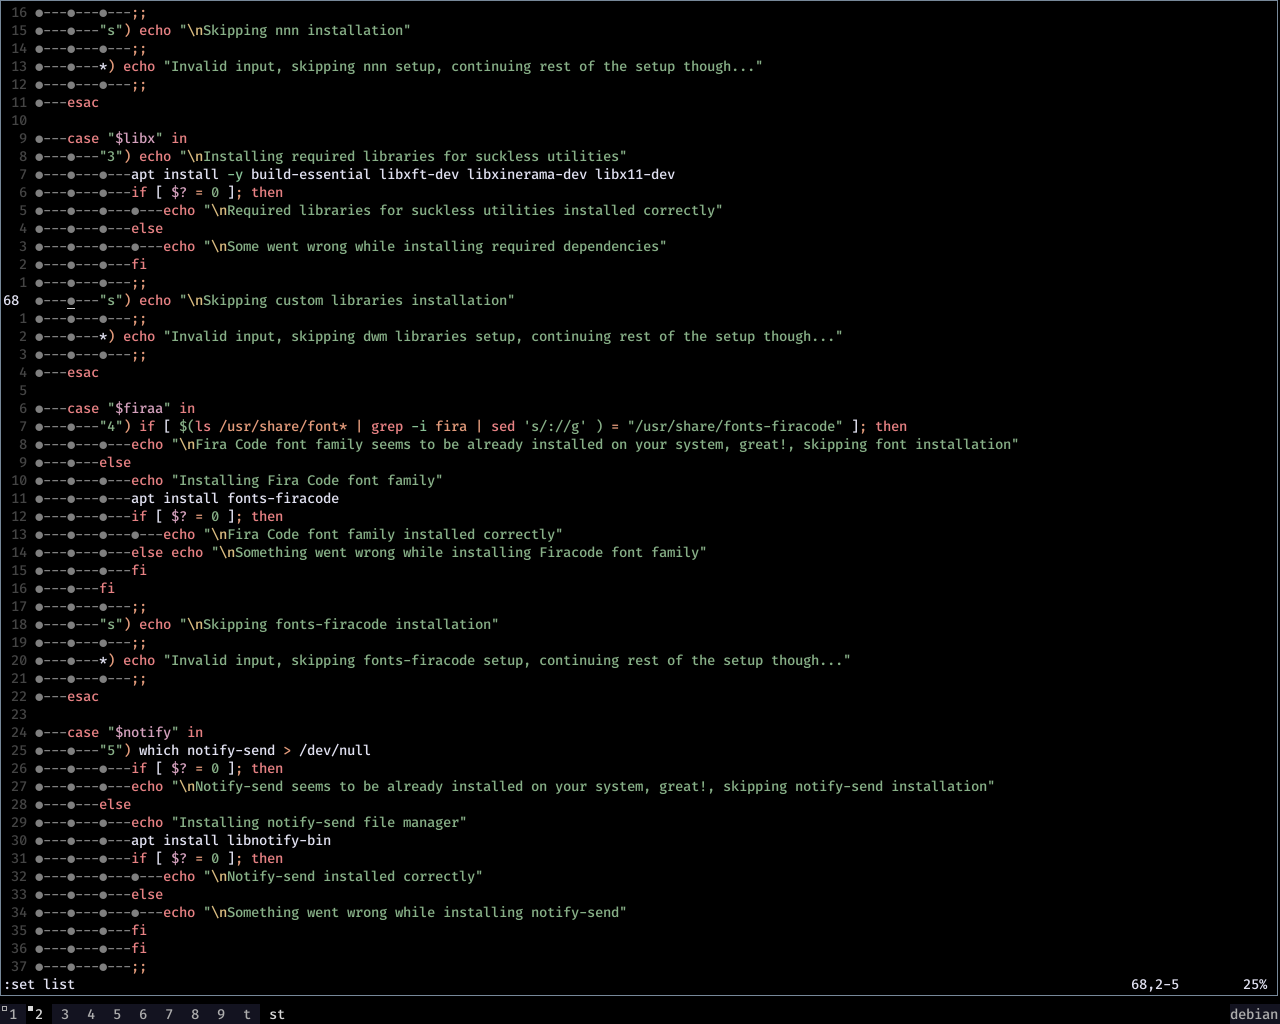 16 ●---●---●---;;
15 ●---●---"s") echo "\nSkipping nnn installation"
14 ●---●---●---;;
13 ●---●---*) echo "Invalid input, skipping nnn setup, continuing rest of the setup though..."
12 ●---●---●---;;
11 ●---esac
10
9 ●---case "$libx" in
8 ●---●---"3") echo "\nInstalling required libraries for suckless utilities"
7 ●---●---●---apt install -y build-essential libxft-dev libxinerama-dev libx11-dev
6 ●---●---●---if [ $? = 0 ]; then
5 ●---●---●---●---echo "\nRequired libraries for suckless utilities installed correctly"
4 ●---●---●---else
3 ●---●---●---●---echo "\nSome went wrong while installing required dependencies"
2 ●---●---●---fi
1 ●---●---●---;;
68 ●---●---"s") echo "\nSkipping custom libraries installation"
1 ●---●---●---;;
2 ●---●---*) echo "Invalid input, skipping dwm libraries setup, continuing rest of the setup though..."
3 ●---●---●---;;
4 ●---esac
5
6 ●---case "$firaa" in
7 ●---●---"4") if [ $(ls /usr/share/font* | grep -i fira | sed 's/://g' ) = "/usr/share/fonts-firacode" ]; then
8 ●---●---●---echo "\nFira Code font family seems to be already installed on your system, great!, skipping font installation"
9 ●---●---else
10 ●---●---●---echo "Installing Fira Code font family"
11 ●---●---●---apt install fonts-firacode
12 ●---●---●---if [ $? = 0 ]; then
13 ●---●---●---●---echo "\nFira Code font family installed correctly"
14 ●---●---●---else echo "\nSomething went wrong while installing Firacode font family"
15 ●---●---●---fi
16 ●---●---fi
17 ●---●---●---;;
18 ●---●---"s") echo "\nSkipping fonts-firacode installation"
19 ●---●---●---;;
20 ●---●---*) echo "Invalid input, skipping fonts-firacode setup, continuing rest of the setup though..."
21 ●---●---●---;;
22 ●---esac
23
24 ●---case "$notify" in
25 ●---●---"5") which notify-send > /dev/null
26 ●---●---●---if [ $? = 0 ]; then
27 ●---●---●---echo "\nNotify-send seems to be already installed on your system, great!, skipping notify-send installation"
28 ●---●---else
29 ●---●---●---echo "Installing notify-send file manager"
30 ●---●---●---apt install libnotify-bin
31 ●---●---●---if [ $? = 0 ]; then
32 ●---●---●---●---echo "\nNotify-send installed correctly"
33 ●---●---●---else
34 ●---●---●---●---echo "\nSomething went wrong while installing notify-send"
35 ●---●---●---fi
36 ●---●---●---fi
37 ●---●---●---;;
:set list 68,2-5 25%
1 2 3 4 5 6 7 8 9 t st debian